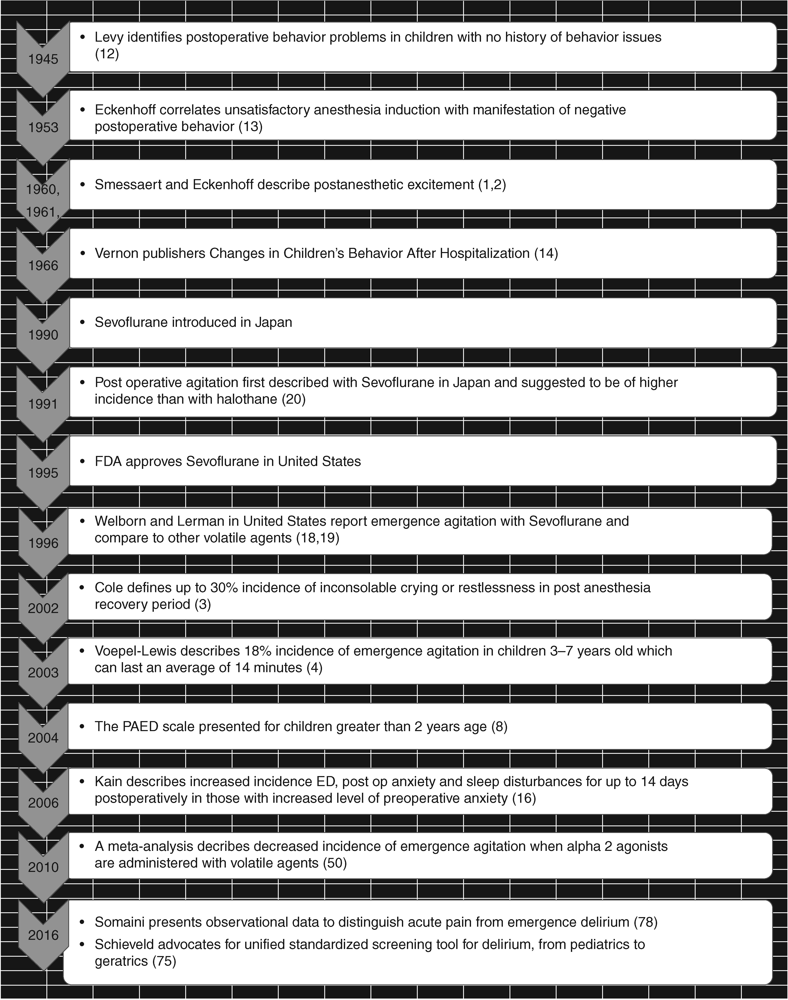 1945
• Levy identifies postoperative behavior problems in children with no history of behavior issues
(12)
1953
• Eckenhoff correlates unsatisfactory anesthesia induction with manifestation of negative
postoperative behavior (13)
1960,
1961,
• Smessaert and Eckenhoff describe postanesthetic excitement (1,2)
1966
• Vernon publishers Changes in Children’s Behavior After Hospitalization (14)
1990
• Sevoflurane introduced in Japan
1991
• Post operative agitation first described with Sevoflurane in Japan and suggested to be of higher
incidence than with halothane (20)
1995
• FDA approves Sevoflurane in United States
1996
• Welborn and Lerman in United States report emergence agitation with Sevoflurane and
compare to other volatile agents (18,19)
2002
• Cole defines up to 30% incidence of inconsolable crying or restlessness in post anesthesia
recovery period (3)
2003
• Voepel-Lewis describes 18% incidence of emergence agitation in children 3–7 years old which
can last an average of 14 minutes (4)
2004
• The PAED scale presented for children greater than 2 years age (8)
2006
• Kain describes increased incidence ED, post op anxiety and sleep disturbances for up to 14 days
postoperatively in those with increased level of preoperative anxiety (16)
2010
• A meta-analysis decribes decreased incidence of emergence agitation when alpha 2 agonists
are administered with volatile agents (50)
2016
• Somaini presents observational data to distinguish acute pain from emergence delirium (78)
• Schieveld advocates for unified standardized screening tool for delirium, from pediatrics to
geratrics (75)